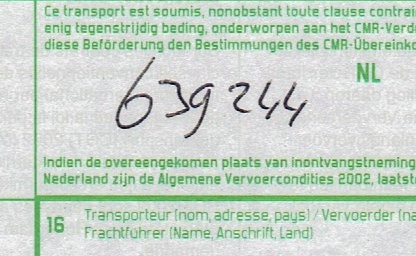 Ce transport est soumis, nonobstant toute clause contrai
enig tegenstrijdig beding, onderworpen aan het CMR-Verd
diese Beförderung den Bestimmungen des CMR-Übereinko
NL
639244
Indien de overeengekomen plaats van inontvangstneming
Nederland zijn de Algemene Vervoercondities 2002, laatst
16 Transporteur (nom, adresse, pays) / Vervoerder (na
Frachtführer (Name, Anschrift, Land)